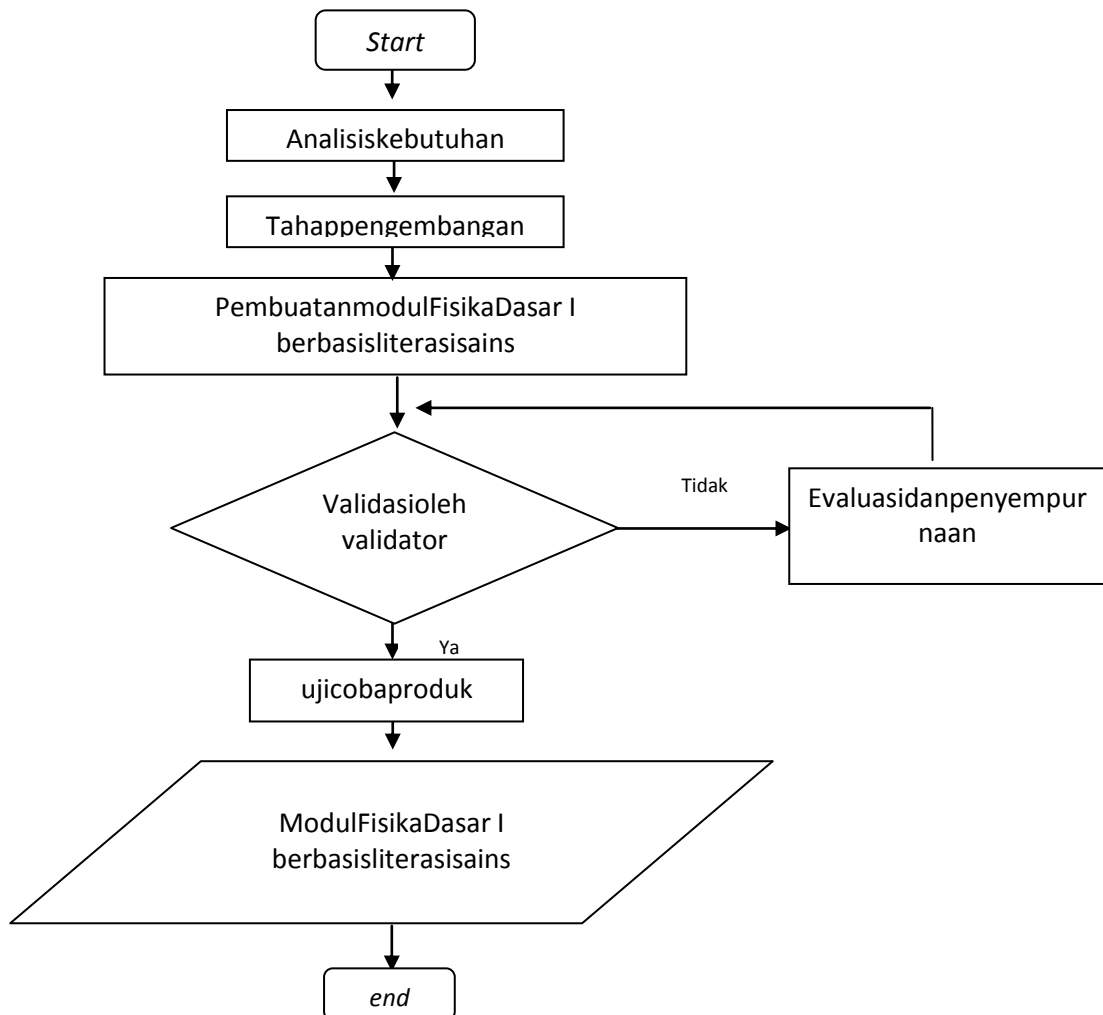 Start
Analisiskebutuhan
Tahappengembangan
PembuatanmodulFisikaDasar I
berbasisliterasisains
Validasioleh
validator
Tidak
Evaluasidanpenyempur
naan
Ya
ujicobaproduk
ModulFisikaDasar I
berbasisliterasisains
end